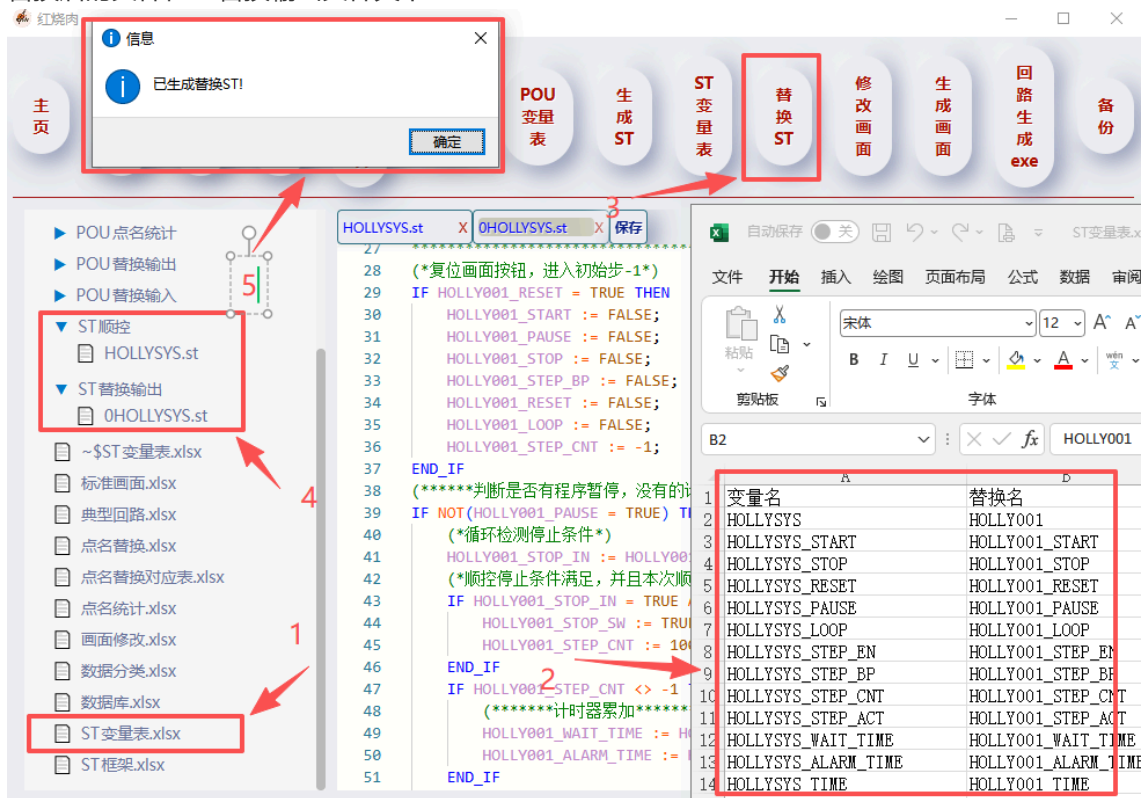 红烧肉
信息
已生成替换ST!
确定
主页
POU变量表
生成ST
ST变量表
替换ST
修改画面
生成画面
回路生成exe
备份
3
5
4
1
2
POU点名统计
POU替换输出
POU替换输入
ST顺控
HOLLYSYS.st
ST替换输出
0HOLLYSYS.st
~$ST变量表.xlsx
标准画面.xlsx
典型回路.xlsx
点名替换.xlsx
点名替换对应表.xlsx
点名统计.xlsx
画面修改.xlsx
数据分类.xlsx
数据库.xlsx
ST变量表.xlsx
ST框架.xlsx
HOLLYSYS.st X 0HOLLYSYS.st X 保存
27 ****************************
28 (*复位画面按钮，进入初始步-1*)
29 IF HOLLY001_RESET = TRUE THEN
30 HOLLY001_START := FALSE;
31 HOLLY001_PAUSE := FALSE;
32 HOLLY001_STOP := FALSE;
33 HOLLY001_STEP_BP := FALSE;
34 HOLLY001_RESET := FALSE;
35 HOLLY001_LOOP := FALSE;
36 HOLLY001_STEP_CNT := -1;
37 END_IF
38 (******判断是否有程序暂停，没有的
39 IF NOT(HOLLY001_PAUSE = TRUE) T
40 (*循环检测停止条件*)
41 HOLLY001_STOP_IN := HOLLY00
42 (*顺控停止条件满足，并且本次顺
43 IF HOLLY001_STOP_IN = TRUE
44 HOLLY001_STOP_SW := TRU
45 HOLLY001_STEP_CNT := 10
46 END_IF
47 IF HOLLY001_STEP_CNT <> -1
48 (*******计时器累加******
49 HOLLY001_WAIT_TIME := H
50 HOLLY001_ALARM_TIME :=
51 END_IF
自动保存 关 ST变量表.x
文件 开始 插入 绘图 页面布局 公式 数据 审阅
粘贴
宋体 12 A A
B I U A wén 文
剪贴板 字体
B2 fx HOLLY001
A B
1 变量名 替换名
2 HOLLYSYS HOLLY001
3 HOLLYSYS_START HOLLY001_START
4 HOLLYSYS_STOP HOLLY001_STOP
5 HOLLYSYS_RESET HOLLY001_RESET
6 HOLLYSYS_PAUSE HOLLY001_PAUSE
7 HOLLYSYS_LOOP HOLLY001_LOOP
8 HOLLYSYS_STEP_EN HOLLY001_STEP_EN
9 HOLLYSYS_STEP_BP HOLLY001_STEP_BP
10 HOLLYSYS_STEP_CNT HOLLY001_STEP_CNT
11 HOLLYSYS_STEP_ACT HOLLY001_STEP_ACT
12 HOLLYSYS_WAIT_TIME HOLLY001_WAIT_TIME
13 HOLLYSYS_ALARM_TIME HOLLY001_ALARM_TIME
14 HOLLYSYS_TIME HOLLY001_TIME